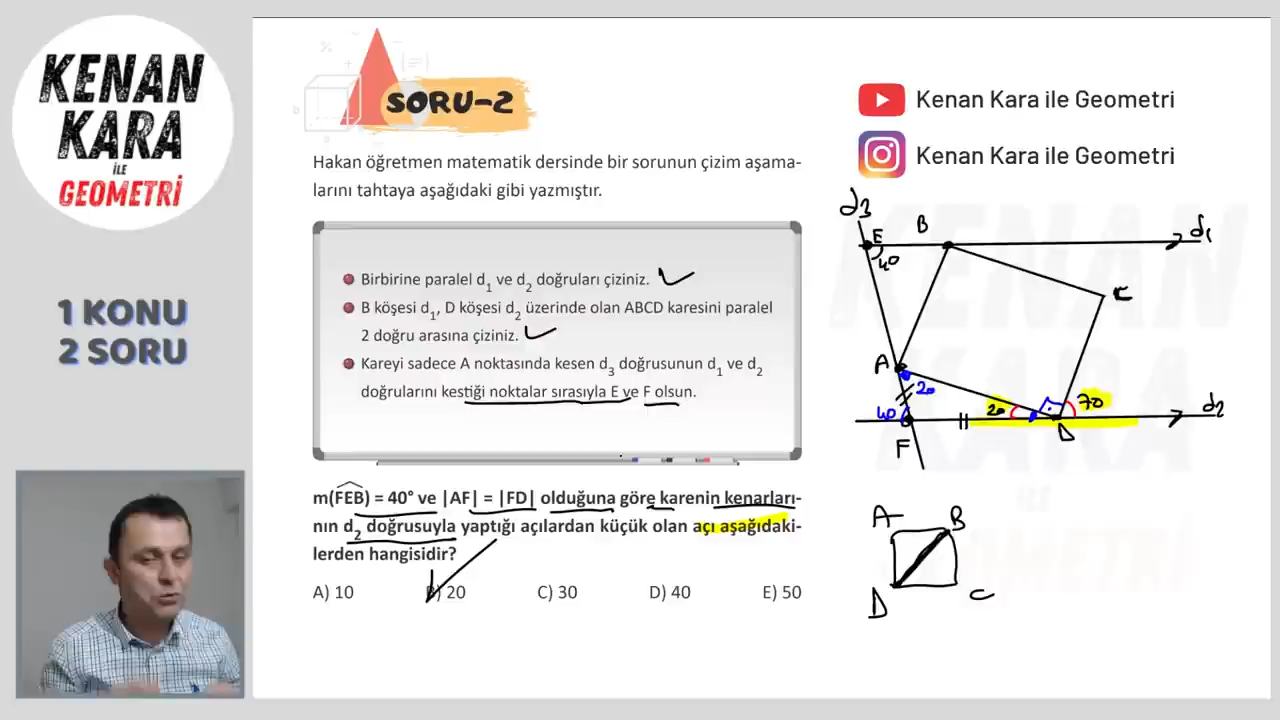 KENAN
KARA
İLE
GEOMETRİ
1 KONU
2 SORU
SORU-2
Hakan öğretmen matematik dersinde bir sorunun çizim aşama-
larını tahtaya aşağıdaki gibi yazmıştır.
Birbirine paralel d₁ ve d₂ doğruları çiziniz.
B köşesi d₁, D köşesi d₂ üzerinde olan ABCD karesini paralel
2 doğru arasına çiziniz.
Kareyi sadece A noktasında kesen d₃ doğrusunun d₁ ve d₂
doğrularını kestiği noktalar sırasıyla E ve F olsun.
m(FEB) = 40° ve |AF| = |FD| olduğuna göre karenin kenarları-
nın d₂ doğrusuyla yaptığı açılardan küçük olan açı aşağıdaki-
lerden hangisidir?
A) 10 B) 20 C) 30 D) 40 E) 50
Kenan Kara ile Geometri
Kenan Kara ile Geometri
d3
E B d1
40
C
A
20
40 20 70 d2
F D
A B
D C
KENAN
KARA
İLE
GEOMETRİ